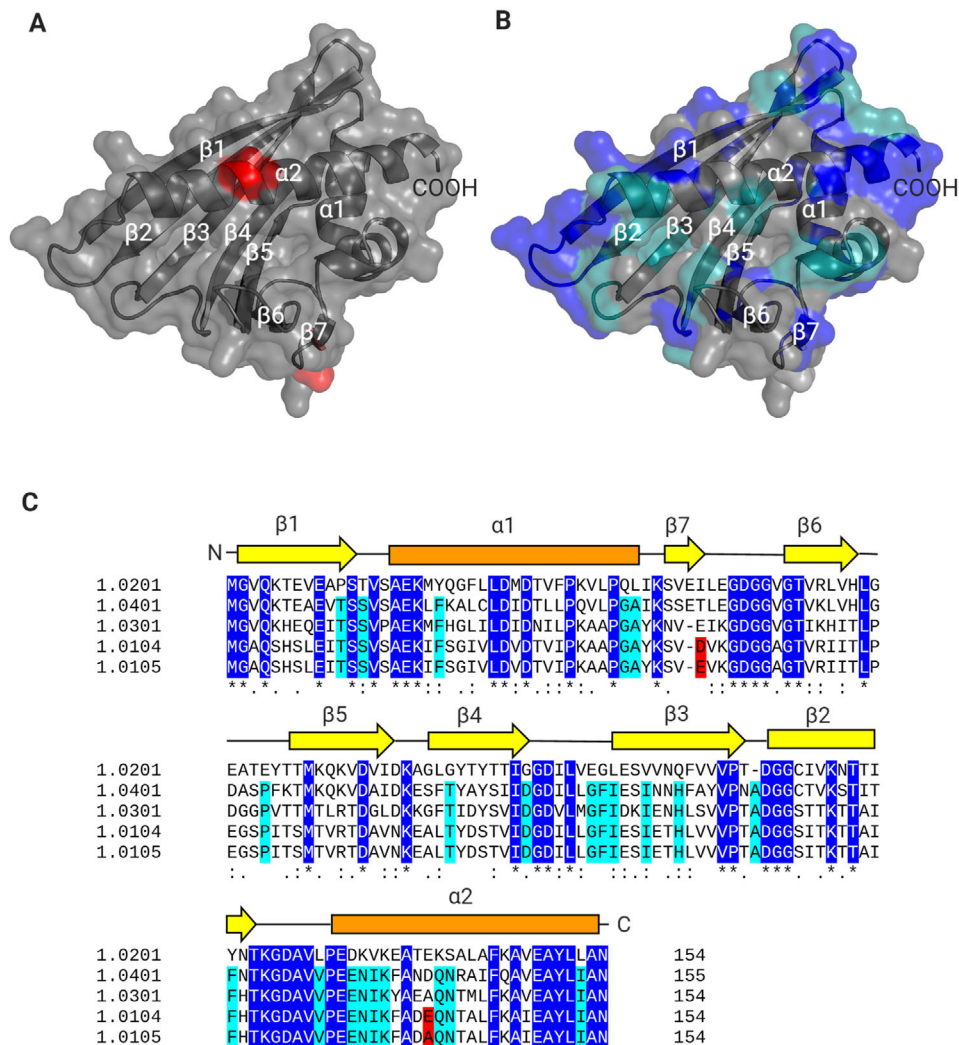 A
B
β1
α2
COOH
α1
β2
β3
β4
β5
β6
β7
β1
α2
COOH
α1
β2
β3
β4
β5
β6
β7
C
β1 α1 β7 β6
N
1.0201 MGVQKTEVEAPSTVSAEKMYQGFLLDMDTVFPKVLPQLIKSVEILEGDGGVGTVRLVHLG
1.0401 MGVQKTEAEVTSSVSAEKLFKALCLDIDTLLPQVLPGAIKSSETLEGDGGVGTVKLVHLG
1.0301 MGVQKHEQEITSSVPAEKMFHGLILDIDNILPKAAPGAYKNV-EIKGDGGVGTIKHITLP
1.0104 MGAQSHSLEITSSVSAEKIFSGIVLDVDTVIPKAAPGAYKSV-DVKGDGGAGTVRIITLP
1.0105 MGAQSHSLEITSSVSAEKIFSGIVLDVDTVIPKAAPGAYKSV-EVKGDGGAGTVRIITLP
β5 β4 β3 β2
1.0201 EATEYTTMKQKVDVIDKAGLGYTYTTIGGDILVEGLESVVNQFVVVPT-DGGCIVKNTTI
1.0401 DASPFKTMKQKVDAIDKESFTYAYSIIDGDILLGFIESINNHFAYVPNADGGCTVKSTIT
1.0301 DGGPVTTMTLRTDGLDKKGFTIDYSVIDGDVLMGFIDKIENHLSVVPTADGGSITKTTAI
1.0104 EGSPITSMTVRTDAVNKEALTYDSTVIDGDILLGFIESIETHLVVVPTADGGSITKTTAI
1.0105 EGSPITSMTVRTDAVNKEALTYDSTVIDGDILLGFIESIETHLVVVPTADGGSITKTTAI
α2
C
1.0201 YNTKGDAVLPEDKVKEATEKSALAFKAVEAYLLAN 154
1.0401 FNTKGDAVVPEENIKFANDQNRAIFQAVEAYLIAN 155
1.0301 FHTKGDAVVPEENIKYAEAQNTMLFKAVEAYLIAN 154
1.0104 FHTKGDAVVPEENIKFADEQNTALFKAIEAYLIAN 154
1.0105 FHTKGDAVVPEENIKFADAQNTALFKAIEAYLIAN 154